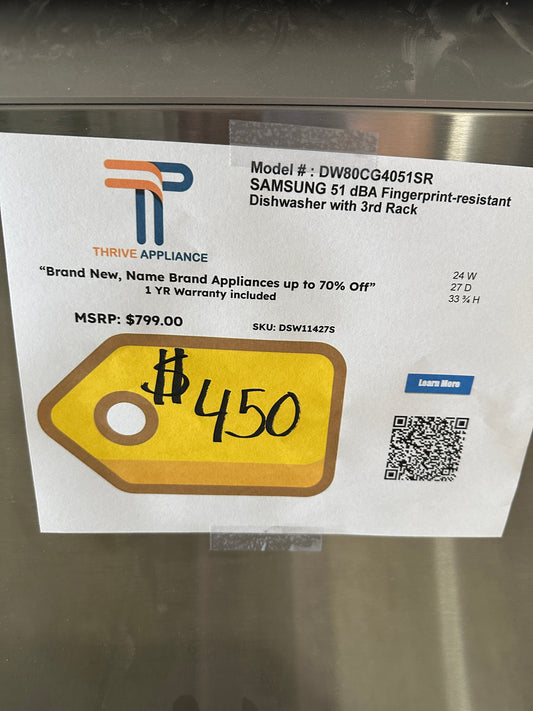 Model # : DW80CG4051SR
SAMSUNG 51 dBA Fingerprint-resistant
Dishwasher with 3rd Rack
THRIVE APPLIANCE
“Brand New, Name Brand Appliances up to 70% Off”
1 YR Warranty included
24 W
27 D
33 ¾ H
MSRP: $799.00
SKU: DSW11427S
$450
Learn More